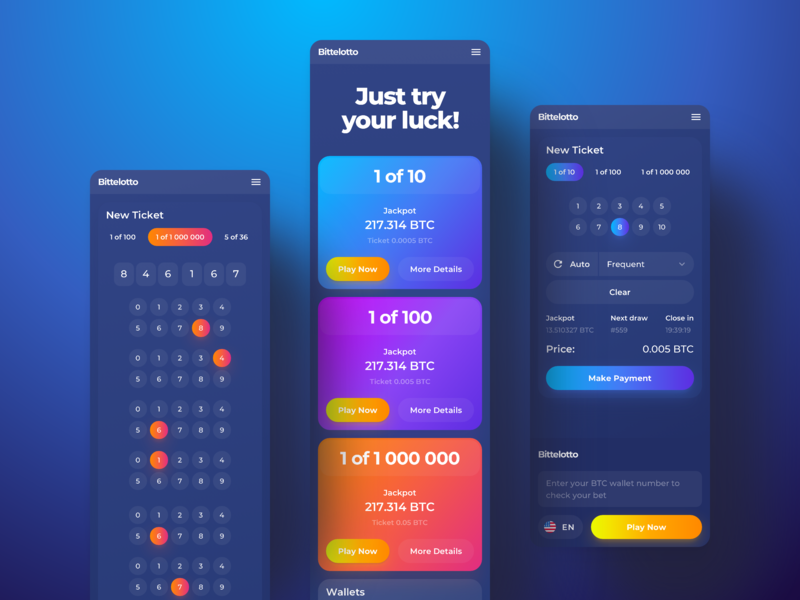 Bittelotto
New Ticket
1 of 100 1 of 1 000 000 5 of 36
8 4 6 1 6 7
0 1 2 3 4
5 6 7 8 9
0 1 2 3 4
5 6 7 8 9
0 1 2 3 4
5 6 7 8 9
0 1 2 3 4
5 6 7 8 9
0 1 2 3 4
5 6 7 8 9
0 1 2 3 4
5 6 7 8 9
Bittelotto
Just try
your luck!
1 of 10
Jackpot
217.314 BTC
Ticket 0.0005 BTC
Play Now More Details
1 of 100
Jackpot
217.314 BTC
Ticket 0.005 BTC
Play Now More Details
1 of 1 000 000
Jackpot
217.314 BTC
Ticket 0.05 BTC
Play Now More Details
Wallets
Bittelotto
New Ticket
1 of 10 1 of 100 1 of 1 000 000
1 2 3 4 5
6 7 8 9 10
Auto Frequent
Clear
Jackpot Next draw Close in
13.510327 BTC #559 19:39:19
Price: 0.005 BTC
Make Payment
Bittelotto
Enter your BTC wallet number to
check your bet
EN Play Now